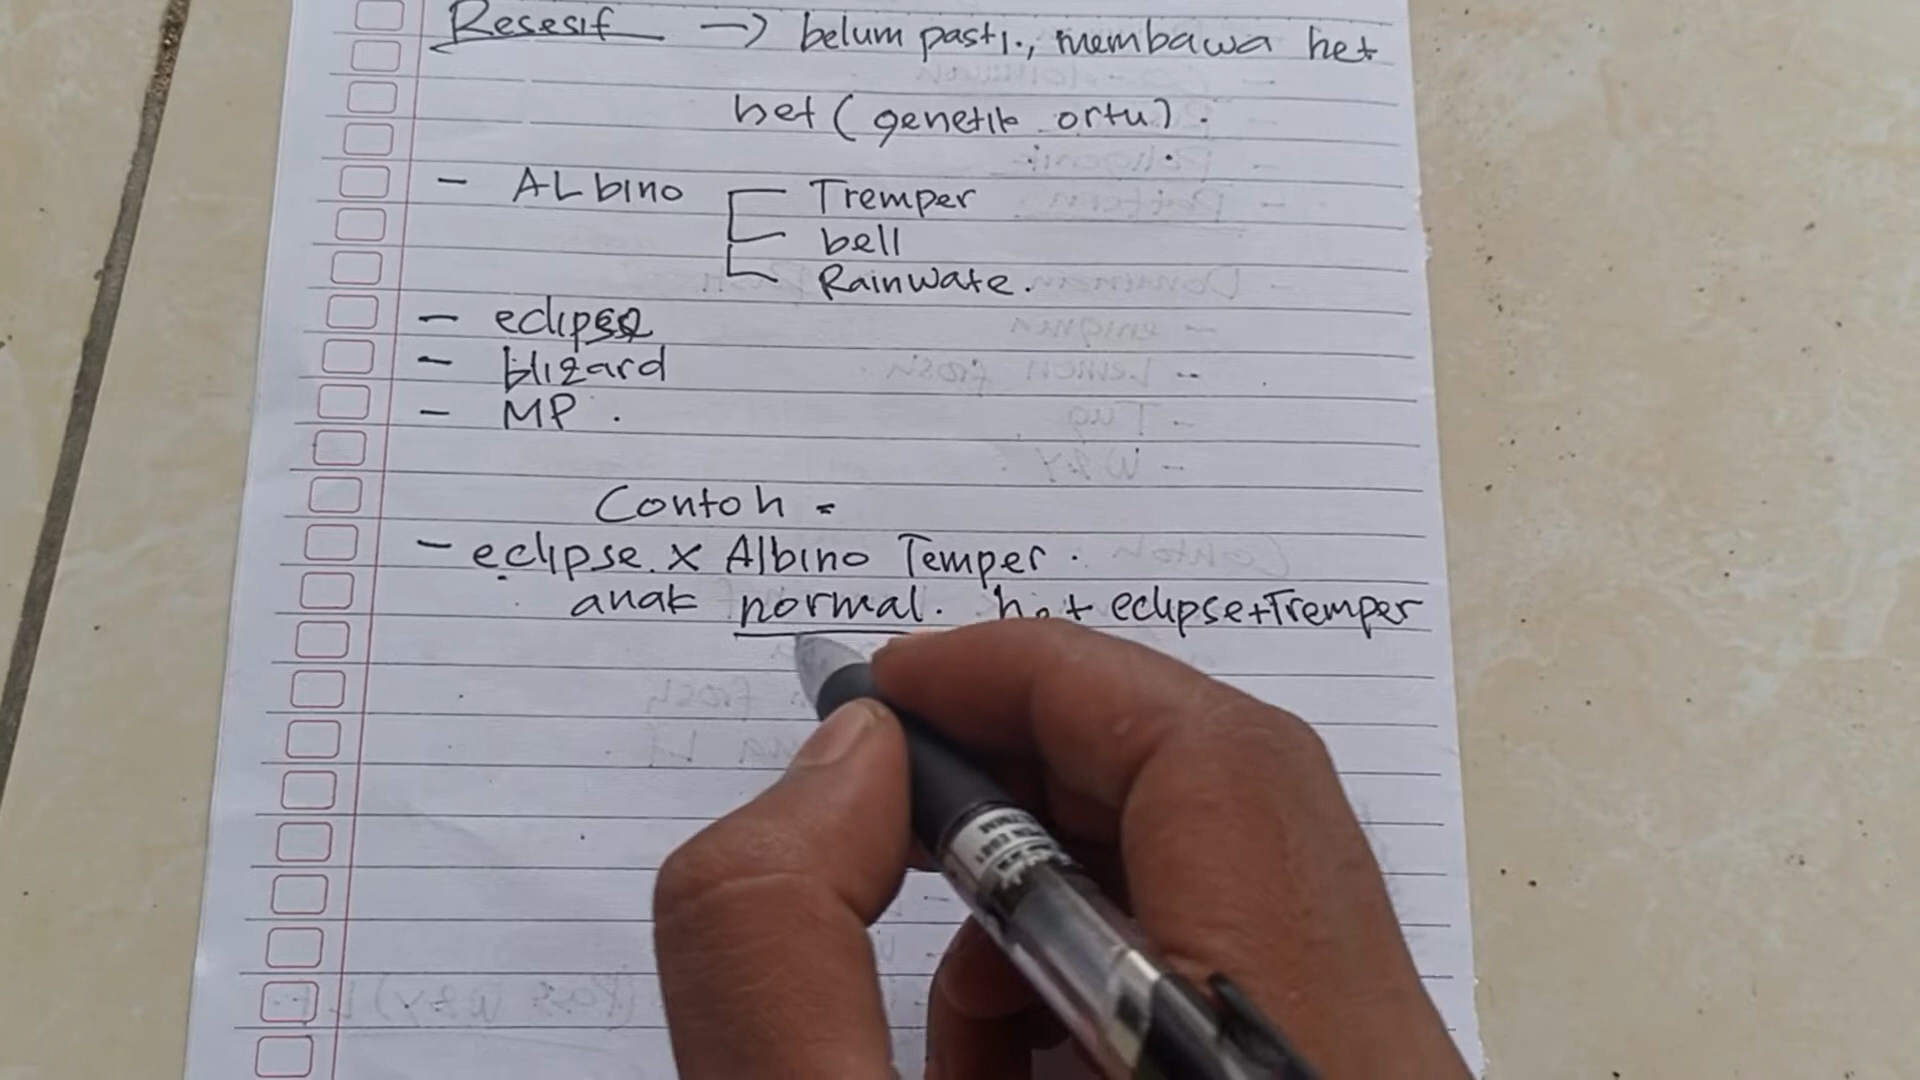 Resesif → belum pasti., membawa het
het (genetik ortu).
- ALbino Tremper
bell
Rainwate.
- eclipse
- blizard
- MP.
Contoh =
- eclipse x Albino Temper.
anak normal. het eclipse+Tremper